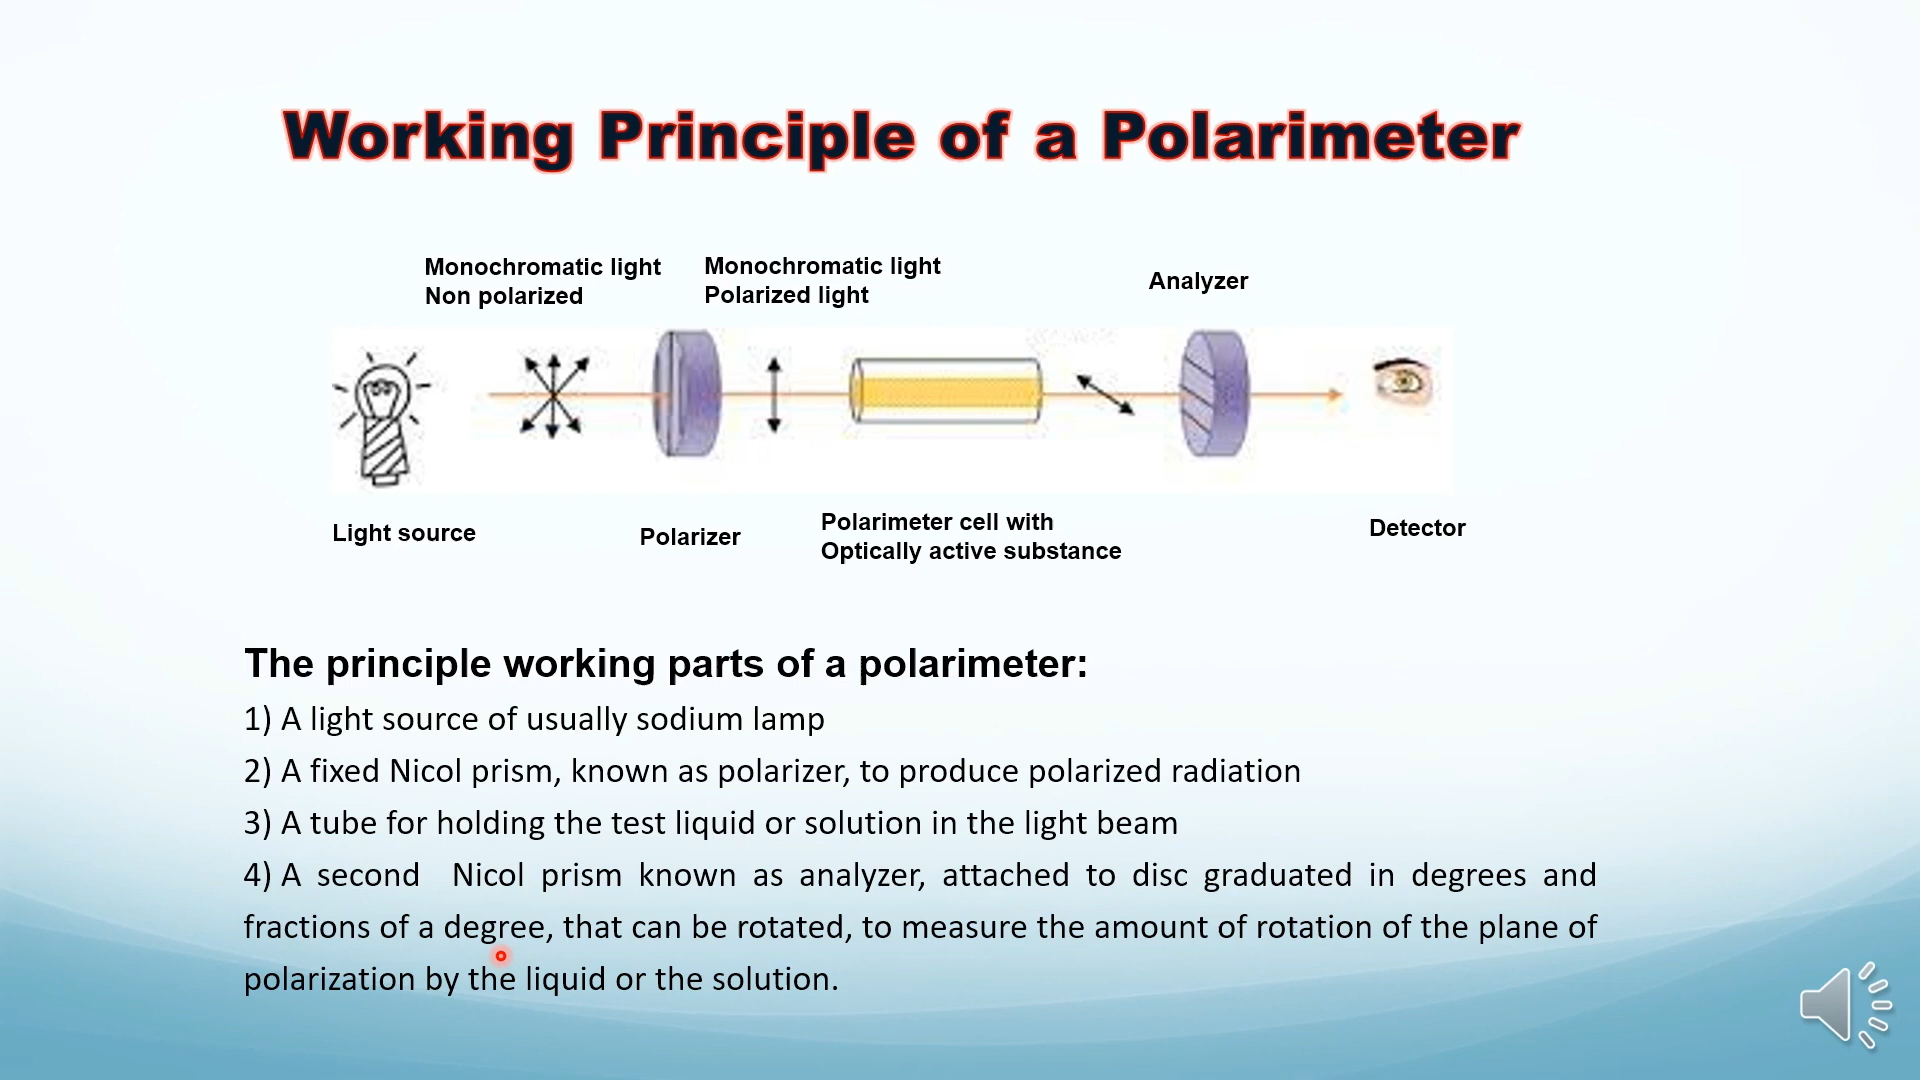 Working Principle of a Polarimeter
Monochromatic light
Non polarized
Monochromatic light
Polarized light
Analyzer
Light source
Polarizer
Polarimeter cell with
Optically active substance
Detector
The principle working parts of a polarimeter:
1) A light source of usually sodium lamp
2) A fixed Nicol prism, known as polarizer, to produce polarized radiation
3) A tube for holding the test liquid or solution in the light beam
4) A second Nicol prism known as analyzer, attached to disc graduated in degrees and
fractions of a degree, that can be rotated, to measure the amount of rotation of the plane of
polarization by the liquid or the solution.